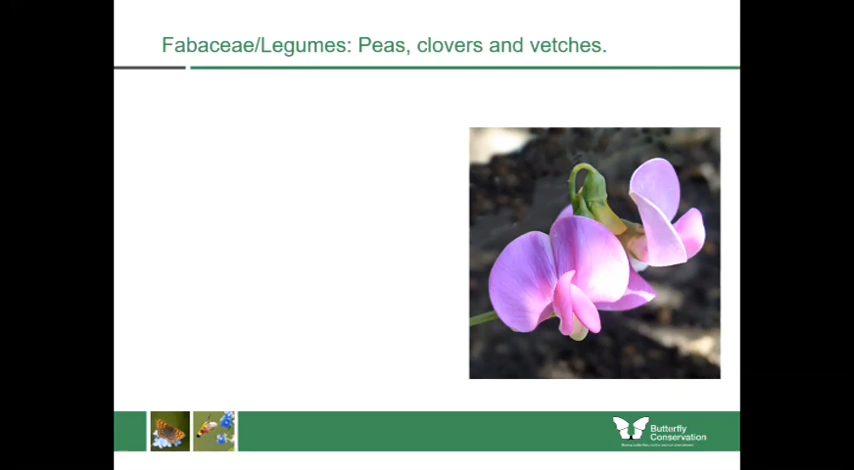 Fabaceae/Legumes: Peas, clovers and vetches.
Butterfly
Conservation